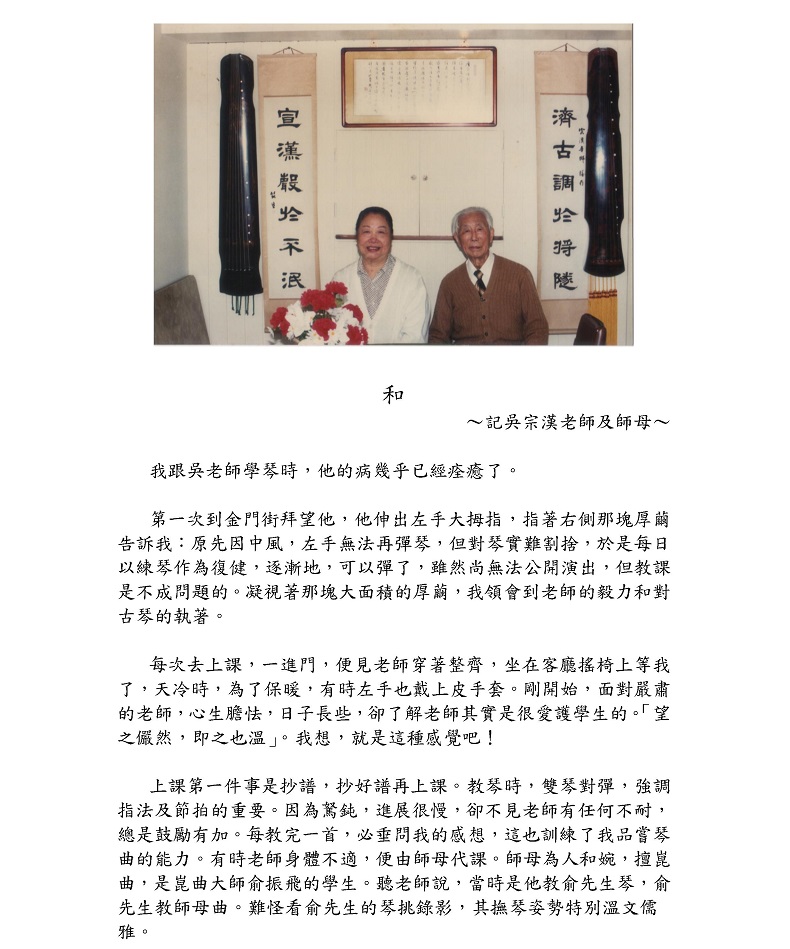 濟古調於將墮
宣漢聲於不泯
和
～記吳宗漢老師及師母～
我跟吳老師學琴時，他的病幾乎已經痊癒了。
第一次到金門街拜望他，他伸出左手大拇指，指著右側那塊厚繭
告訴我：原先因中風，左手無法再彈琴，但對琴實難割捨，於是每日
以練琴作為復健，逐漸地，可以彈了，雖然尚無法公開演出，但教課
是不成問題的。凝視著那塊大面積的厚繭，我領會到老師的毅力和對
古琴的執著。
每次去上課，一進門，便見老師穿著整齊，坐在客廳搖椅上等我
了，天冷時，為了保暖，有時左手也戴上皮手套。剛開始，面對嚴肅
的老師，心生膽怯，日子長些，卻了解老師其實是很愛護學生的。「望
之儼然，即之也溫」。我想，就是這種感覺吧！
上課第一件事是抄譜，抄好譜再上課。教琴時，雙琴對彈，強調
指法及節拍的重要。因為駑鈍，進展很慢，卻不見老師有任何不耐，
總是鼓勵有加。每教完一首，必垂問我的感想，這也訓練了我品嘗琴
曲的能力。有時老師身體不適，便由師母代課。師母為人和婉，擅崑
曲，是崑曲大師俞振飛的學生。聽老師說，當時是他教俞先生琴，俞
先生教師母曲。難怪看俞先生的琴挑錄影，其撫琴姿勢特別溫文儒
雅。